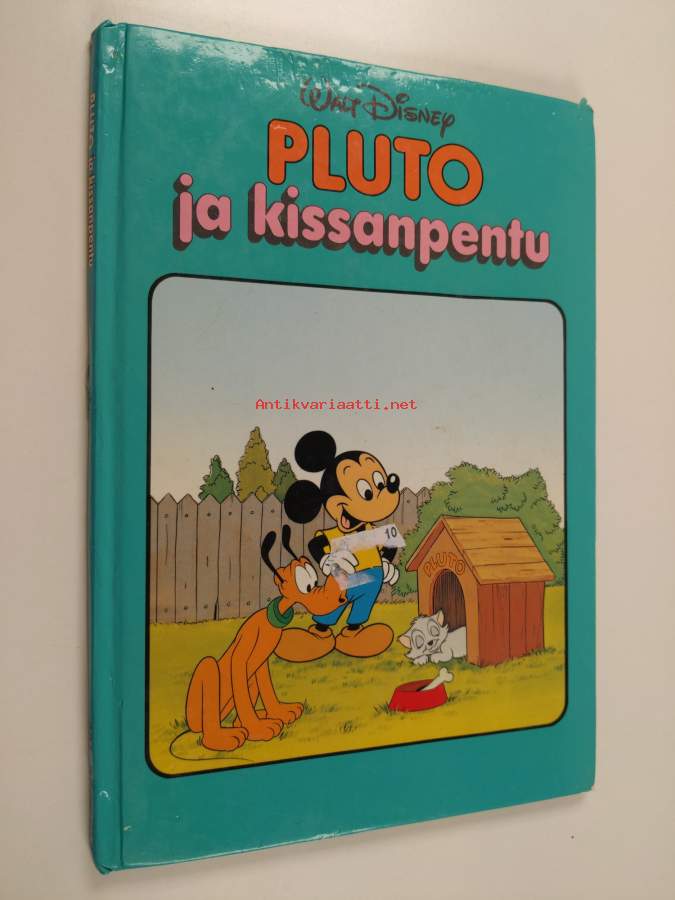 WALT DISNEY
PLUTO
ja kissanpentu
PLUTO ja kissanpentu
Antikvariaatti.net
10
PLUTO